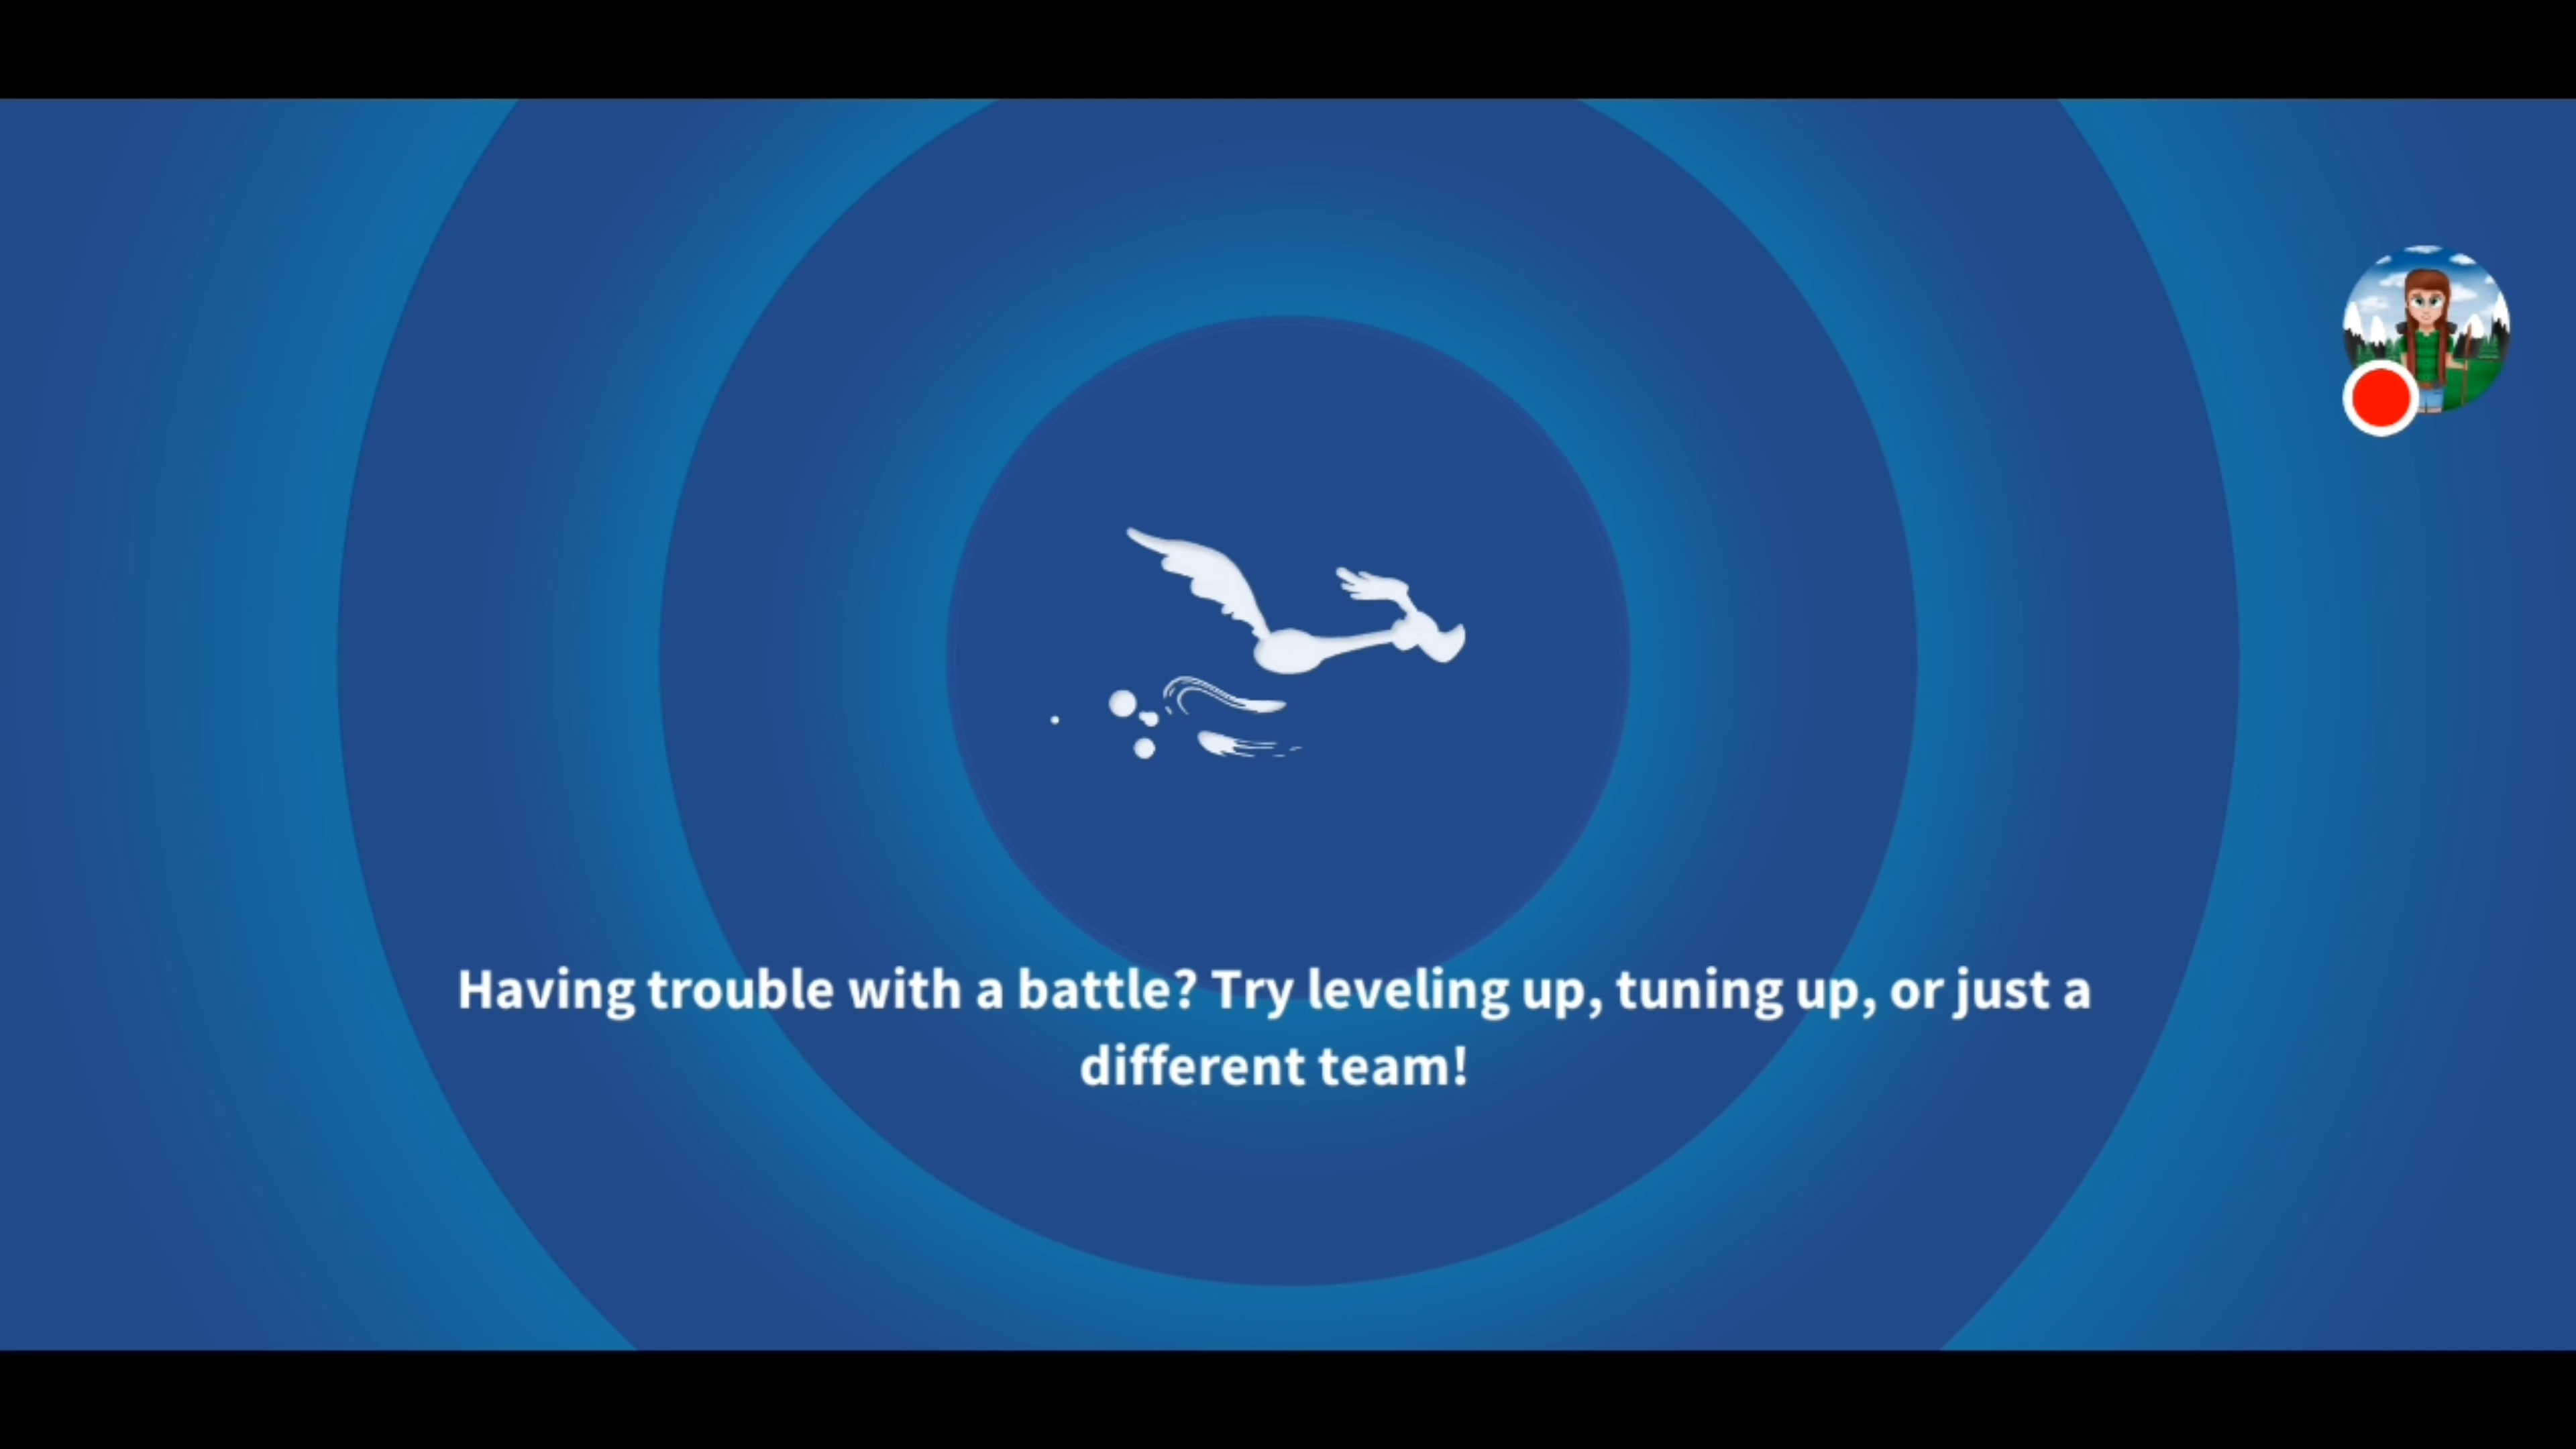 Having trouble with a battle? Try leveling up, tuning up, or just a
different team!